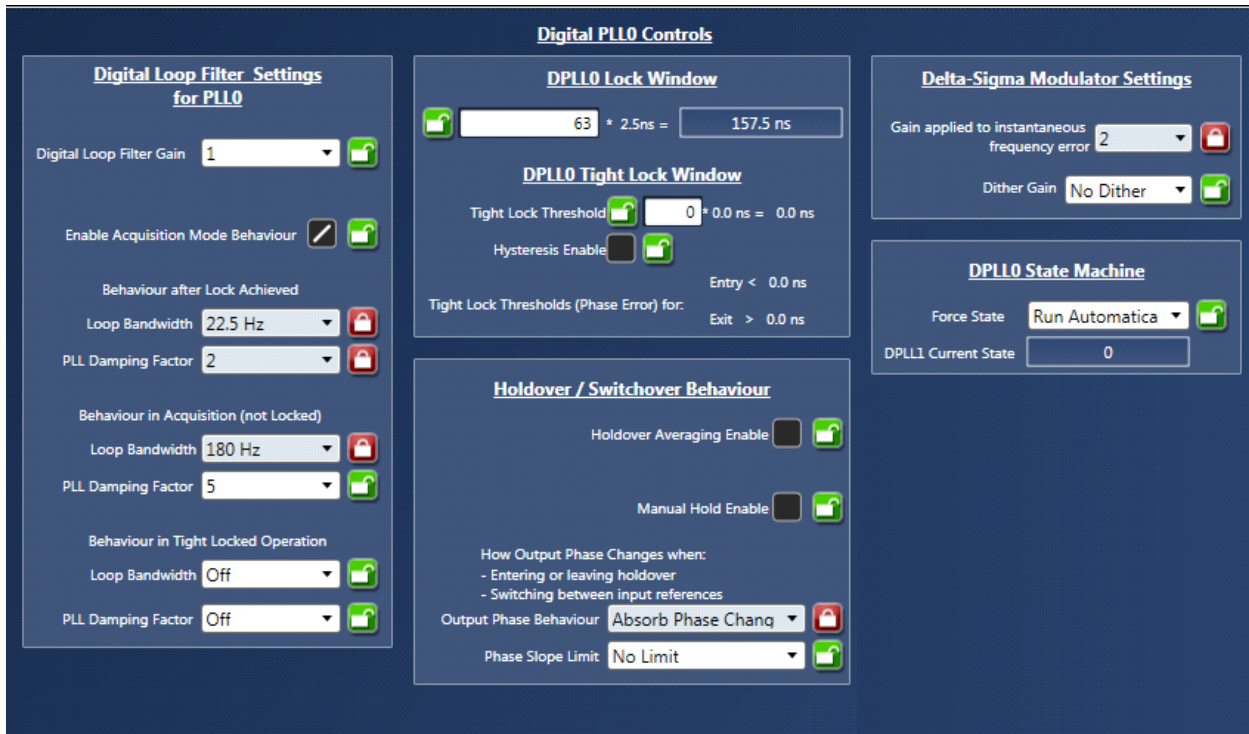 Digital PLL0 Controls
Digital Loop Filter Settings
for PLL0
Digital Loop Filter Gain 1
Enable Acquisition Mode Behaviour
Behaviour after Lock Achieved
Loop Bandwidth 22.5 Hz
PLL Damping Factor 2
Behaviour in Acquisition (not Locked)
Loop Bandwidth 180 Hz
PLL Damping Factor 5
Behaviour in Tight Locked Operation
Loop Bandwidth Off
PLL Damping Factor Off
DPLL0 Lock Window
63 * 2.5ns = 157.5 ns
DPLL0 Tight Lock Window
Tight Lock Threshold 0 * 0.0 ns = 0.0 ns
Hysteresis Enable
Entry < 0.0 ns
Tight Lock Thresholds (Phase Error) for:
Exit > 0.0 ns
Holdover / Switchover Behaviour
Holdover Averaging Enable
Manual Hold Enable
How Output Phase Changes when:
- Entering or leaving holdover
- Switching between input references
Output Phase Behaviour Absorb Phase Chang
Phase Slope Limit No Limit
Delta-Sigma Modulator Settings
Gain applied to instantaneous
frequency error 2
Dither Gain No Dither
DPLL0 State Machine
Force State Run Automatica
DPLL1 Current State 0